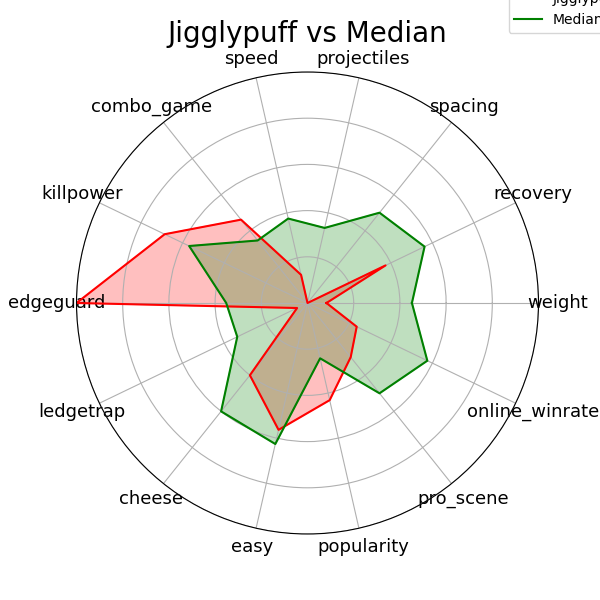 Jigglypuff vs Median
Median
speed
projectiles
combo_game
spacing
killpower
recovery
edgeguard
weight
ledgetrap
online_winrate
cheese
pro_scene
easy
popularity